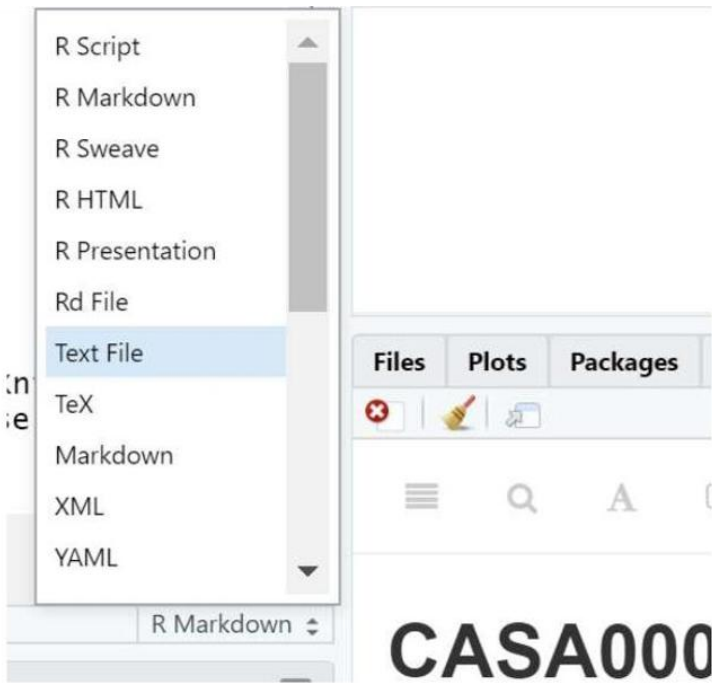 R Script
R Markdown
R Sweave
R HTML
R Presentation
Rd File
Text File
TeX
Markdown
XML
YAML
R Markdown
Files Plots Packages
A
CASA000